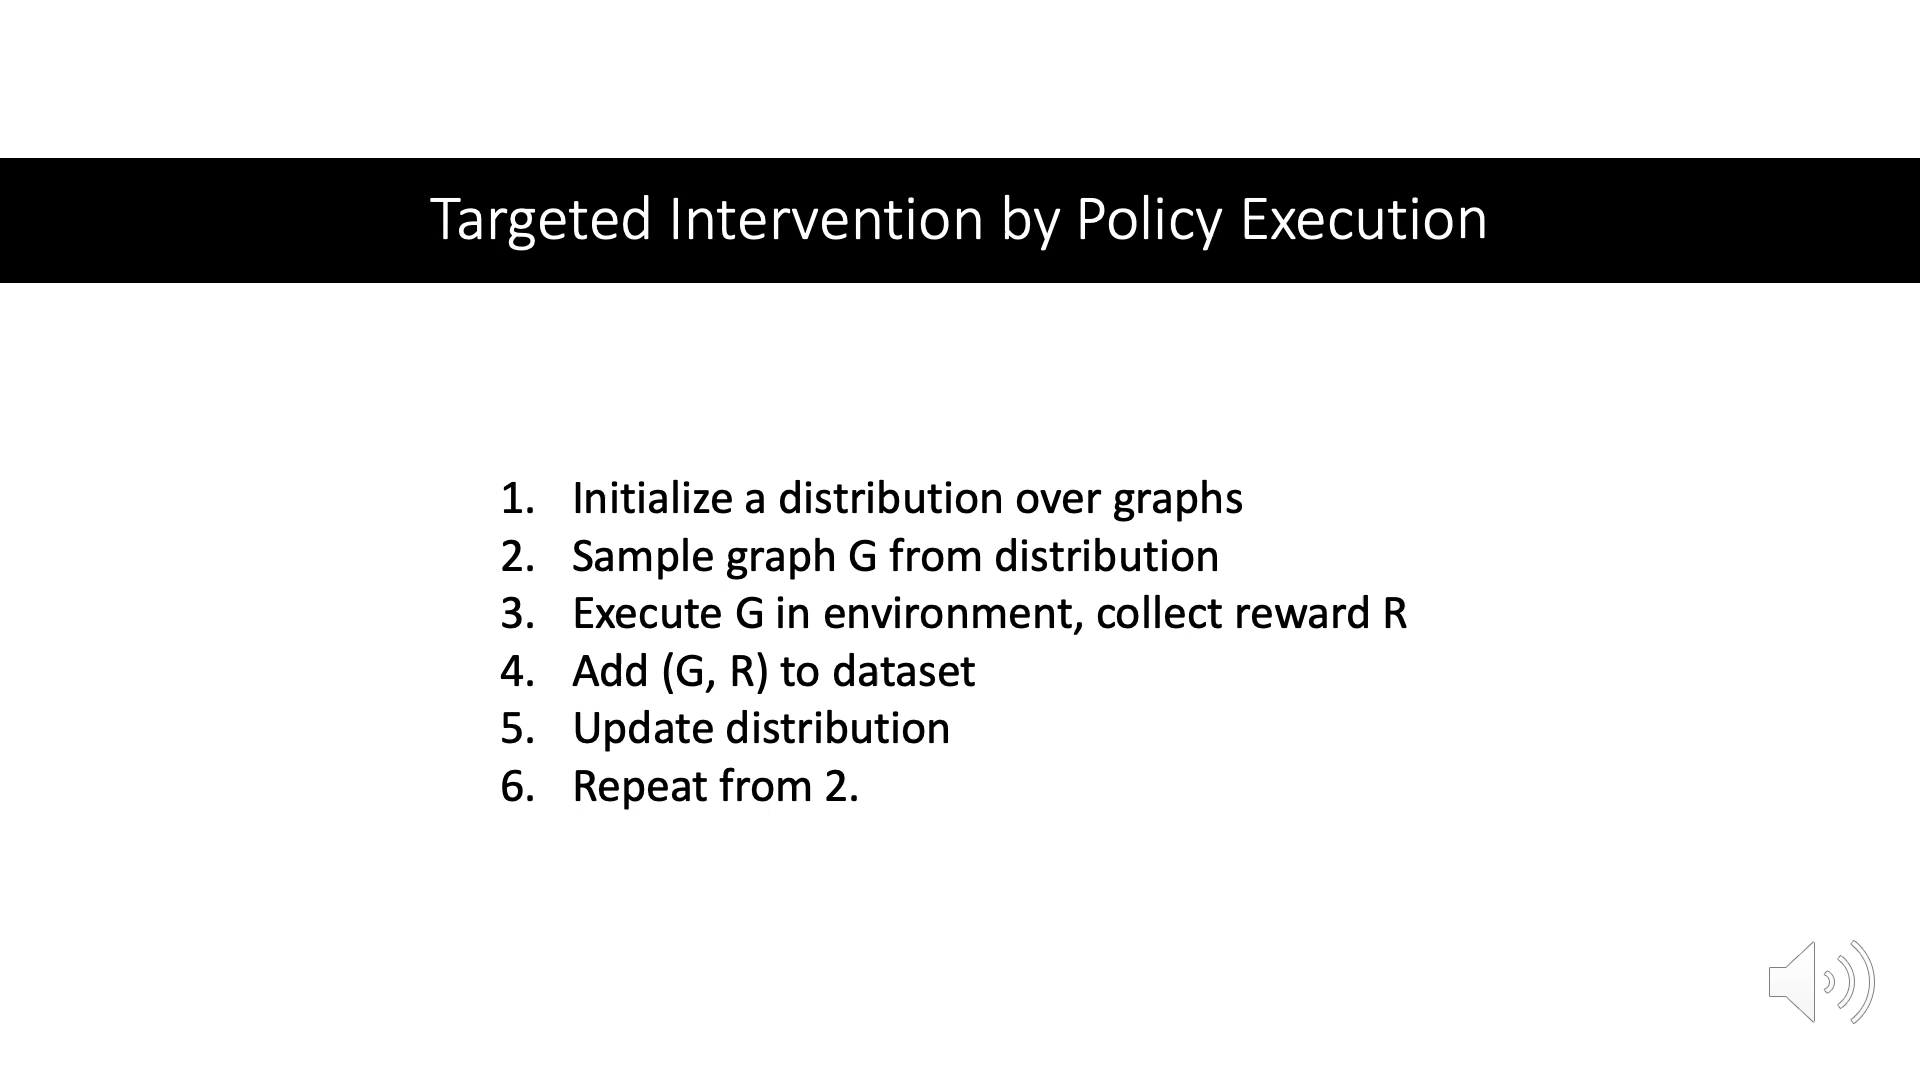 Targeted Intervention by Policy Execution
1. Initialize a distribution over graphs
2. Sample graph G from distribution
3. Execute G in environment, collect reward R
4. Add (G, R) to dataset
5. Update distribution
6. Repeat from 2.